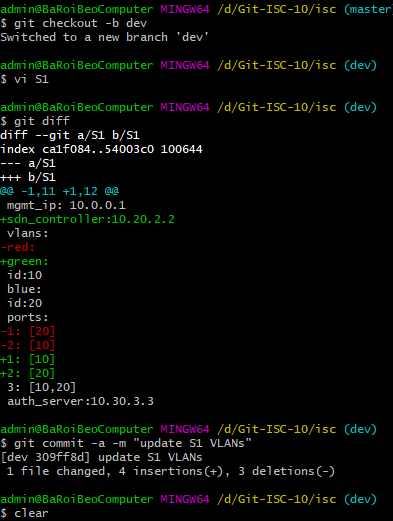 admin@BaRoiBeoComputer MINGW64 /d/Git-ISC-10/isc (master
$ git checkout -b dev
Switched to a new branch 'dev'
admin@BaRoiBeoComputer MINGW64 /d/Git-ISC-10/isc (dev)
$ vi S1
admin@BaRoiBeoComputer MINGW64 /d/Git-ISC-10/isc (dev)
$ git diff
diff --git a/S1 b/S1
index ca1f084..54003c0 100644
--- a/S1
+++ b/S1
@@ -1,11 +1,12 @@
 mgmt_ip: 10.0.0.1
+sdn_controller:10.20.2.2
 vlans:
-red:
+green:
 id:10
 blue:
 id:20
 ports:
-1: [20]
-2: [10]
+1: [10]
+2: [20]
 3: [10,20]
 auth_server:10.30.3.3
admin@BaRoiBeoComputer MINGW64 /d/Git-ISC-10/isc (dev)
$ git commit -a -m "update S1 VLANs"
[dev 309ff8d] update S1 VLANs
 1 file changed, 4 insertions(+), 3 deletions(-)
admin@BaRoiBeoComputer MINGW64 /d/Git-ISC-10/isc (dev)
$ clear